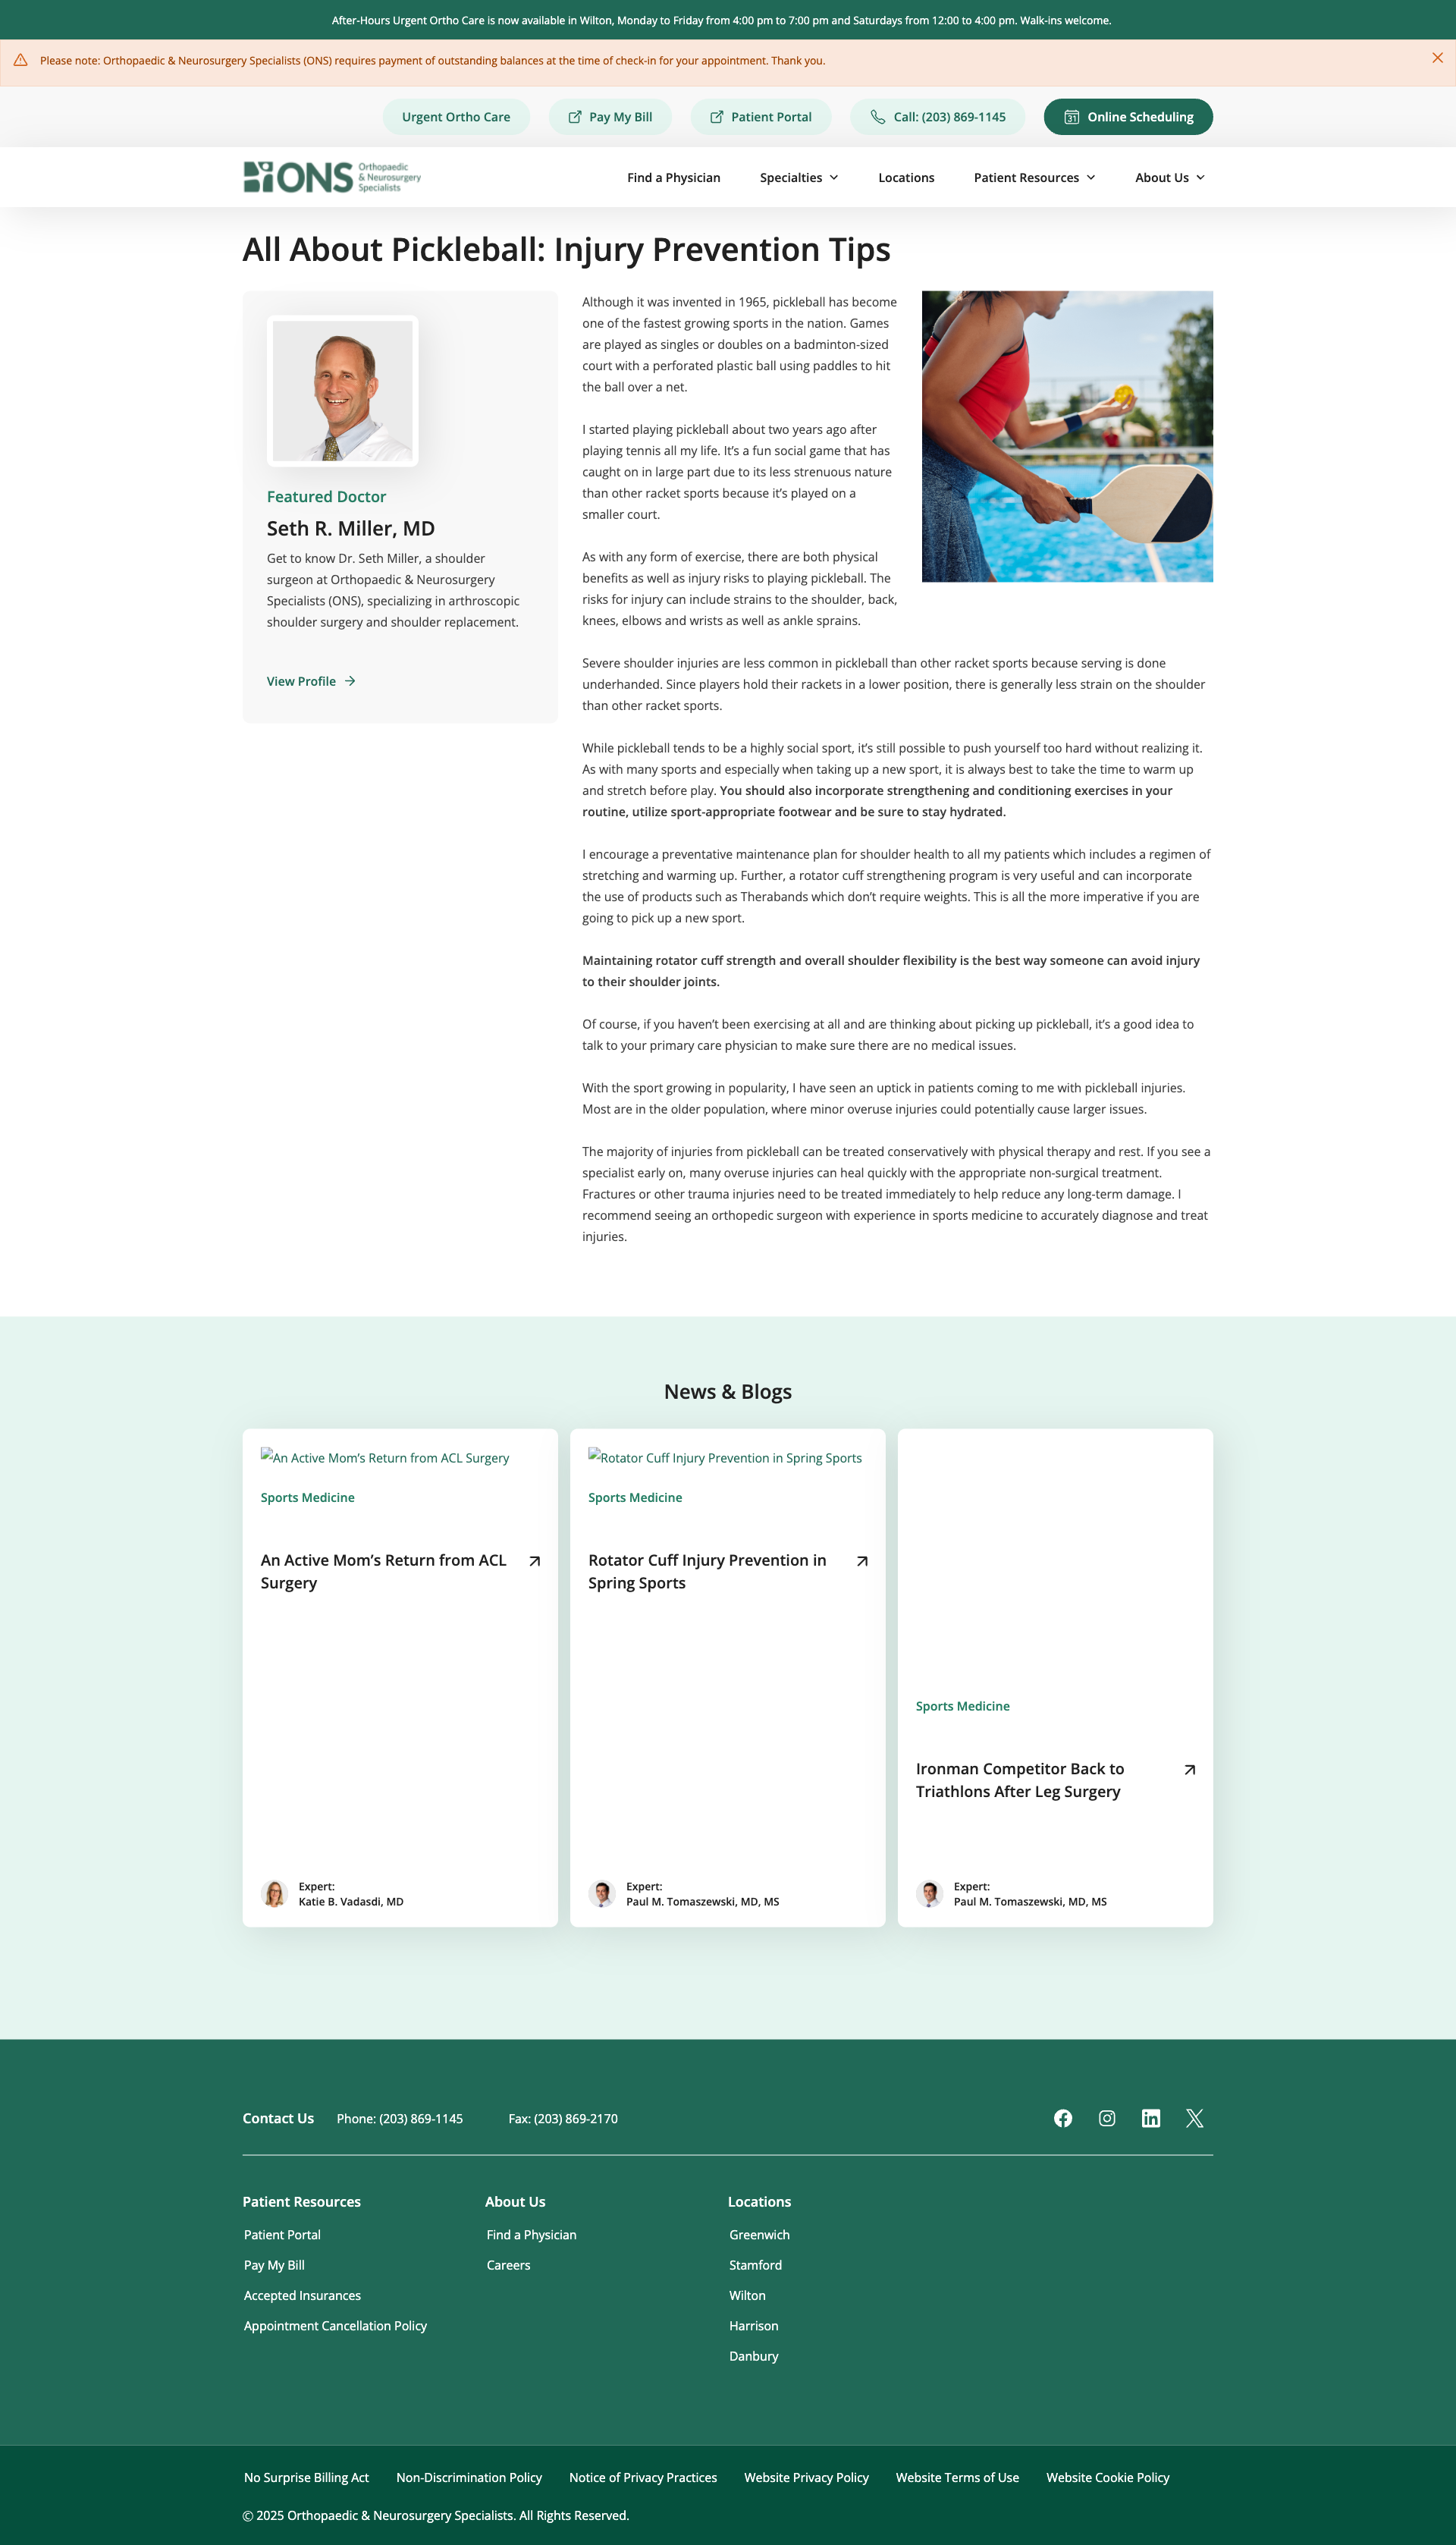 After-Hours Urgent Ortho Care is now available in Wilton, Monday to Friday from 4:00 pm to 7:00 pm and Saturdays from 12:00 to 4:00 pm. Walk-ins welcome.
Please note: Orthopaedic & Neurosurgery Specialists (ONS) requires payment of outstanding balances at the time of check-in for your appointment. Thank you.
Urgent Ortho Care
Pay My Bill
Patient Portal
Call: (203) 869-1145
31
Online Scheduling
ONS
Orthopaedic
& Neurosurgery
Specialists
Find a Physician
Specialties
Locations
Patient Resources
About Us
All About Pickleball: Injury Prevention Tips
Featured Doctor
Seth R. Miller, MD
Get to know Dr. Seth Miller, a shoulder
surgeon at Orthopaedic & Neurosurgery
Specialists (ONS), specializing in arthroscopic
shoulder surgery and shoulder replacement.
View Profile
Although it was invented in 1965, pickleball has become
one of the fastest growing sports in the nation. Games
are played as singles or doubles on a badminton-sized
court with a perforated plastic ball using paddles to hit
the ball over a net.
I started playing pickleball about two years ago after
playing tennis all my life. It’s a fun social game that has
caught on in large part due to its less strenuous nature
than other racket sports because it’s played on a
smaller court.
As with any form of exercise, there are both physical
benefits as well as injury risks to playing pickleball. The
risks for injury can include strains to the shoulder, back,
knees, elbows and wrists as well as ankle sprains.
Severe shoulder injuries are less common in pickleball than other racket sports because serving is done
underhanded. Since players hold their rackets in a lower position, there is generally less strain on the shoulder
than other racket sports.
While pickleball tends to be a highly social sport, it’s still possible to push yourself too hard without realizing it.
As with many sports and especially when taking up a new sport, it is always best to take the time to warm up
and stretch before play. You should also incorporate strengthening and conditioning exercises in your
routine, utilize sport-appropriate footwear and be sure to stay hydrated.
I encourage a preventative maintenance plan for shoulder health to all my patients which includes a regimen of
stretching and warming up. Further, a rotator cuff strengthening program is very useful and can incorporate
the use of products such as Therabands which don’t require weights. This is all the more imperative if you are
going to pick up a new sport.
Maintaining rotator cuff strength and overall shoulder flexibility is the best way someone can avoid injury
to their shoulder joints.
Of course, if you haven’t been exercising at all and are thinking about picking up pickleball, it’s a good idea to
talk to your primary care physician to make sure there are no medical issues.
With the sport growing in popularity, I have seen an uptick in patients coming to me with pickleball injuries.
Most are in the older population, where minor overuse injuries could potentially cause larger issues.
The majority of injuries from pickleball can be treated conservatively with physical therapy and rest. If you see a
specialist early on, many overuse injuries can heal quickly with the appropriate non-surgical treatment.
Fractures or other trauma injuries need to be treated immediately to help reduce any long-term damage. I
recommend seeing an orthopedic surgeon with experience in sports medicine to accurately diagnose and treat
injuries.
News & Blogs
An Active Mom’s Return from ACL Surgery
Sports Medicine
An Active Mom’s Return from ACL
Surgery
Expert:
Katie B. Vadasdi, MD
Rotator Cuff Injury Prevention in Spring Sports
Sports Medicine
Rotator Cuff Injury Prevention in
Spring Sports
Expert:
Paul M. Tomaszewski, MD, MS
Sports Medicine
Ironman Competitor Back to
Triathlons After Leg Surgery
Expert:
Paul M. Tomaszewski, MD, MS
Contact Us
Phone: (203) 869-1145
Fax: (203) 869-2170
Patient Resources
Patient Portal
Pay My Bill
Accepted Insurances
Appointment Cancellation Policy
About Us
Find a Physician
Careers
Locations
Greenwich
Stamford
Wilton
Harrison
Danbury
No Surprise Billing Act
Non-Discrimination Policy
Notice of Privacy Practices
Website Privacy Policy
Website Terms of Use
Website Cookie Policy
© 2025 Orthopaedic & Neurosurgery Specialists. All Rights Reserved.